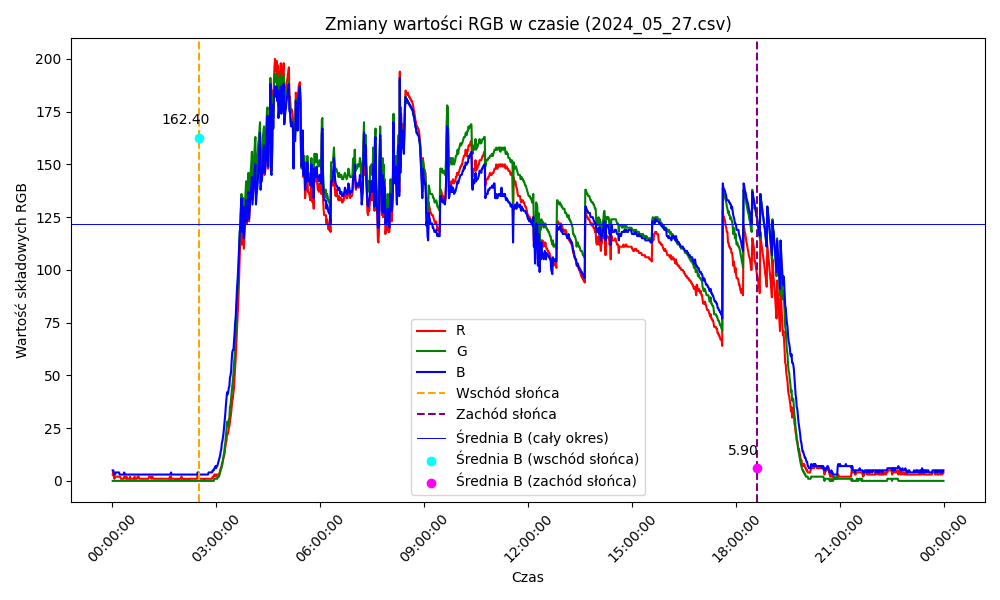 Zmiany wartości RGB w czasie (2024_05_27.csv)
Wartość składowych RGB
200
175
150
125
100
75
50
25
0
162.40
5.90
R
G
B
Wschód słońca
Zachód słońca
Średnia B (cały okres)
Średnia B (wschód słońca)
Średnia B (zachód słońca)
00:00:00
03:00:00
06:00:00
09:00:00
12:00:00
15:00:00
18:00:00
21:00:00
00:00:00
Czas